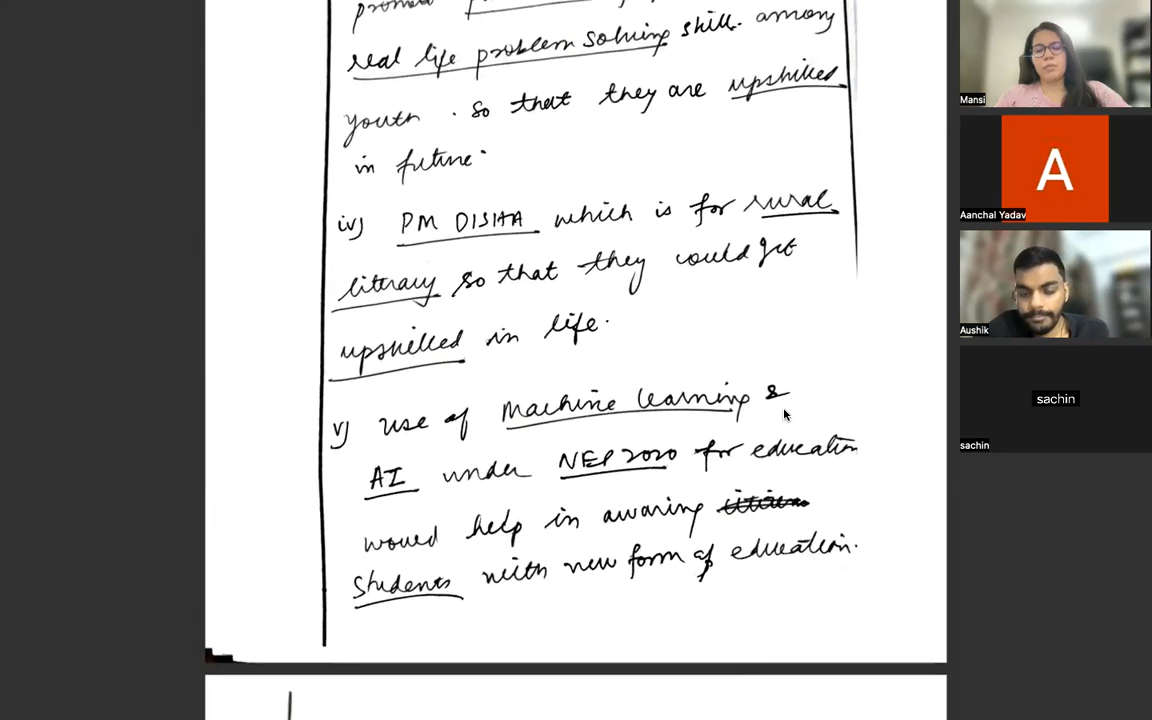 real life problem solving skill. among
youth. So that they are upskilled
in future.
iv) PM DISHA which is for rural
literacy so that they could get
upskilled in life.
v) use of Machine learning &
AI under NEP 2020 for education
would help in awaring
students with new form of education.
Mansi
A
Aanchal Yadav
Aushik
sachin
sachin